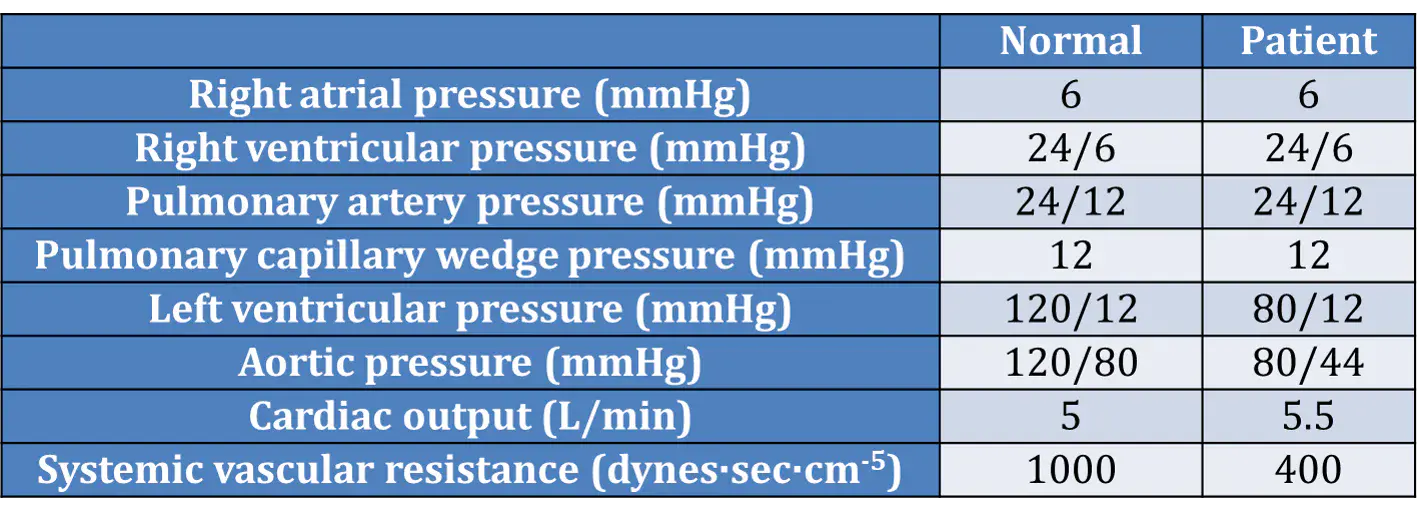 Normal Patient
Right atrial pressure (mmHg) 6 6
Right ventricular pressure (mmHg) 24/6 24/6
Pulmonary artery pressure (mmHg) 24/12 24/12
Pulmonary capillary wedge pressure (mmHg) 12 12
Left ventricular pressure (mmHg) 120/12 80/12
Aortic pressure (mmHg) 120/80 80/44
Cardiac output (L/min) 5 5.5
Systemic vascular resistance (dynes·sec·cm-5) 1000 400